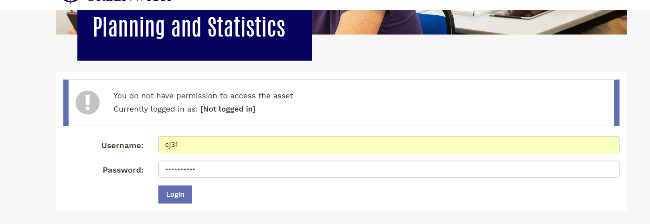 Planning and Statistics
You do not have permission to access the asset
Currently logged in as: [Not logged in]
Username: cj31
Password: ··········
Login